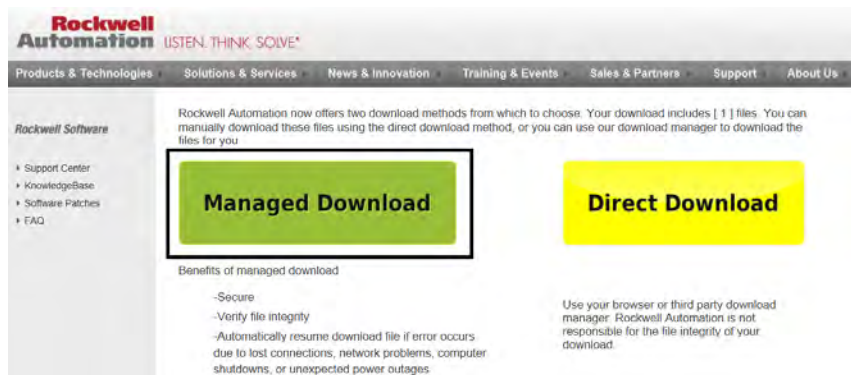 Rockwell
Automation LISTEN. THINK. SOLVE.®
Products & Technologies Solutions & Services News & Innovation Training & Events Sales & Partners Support About Us
Rockwell Software
Support Center
KnowledgeBase
Software Patches
FAQ
Rockwell Automation now offers two download methods from which to choose. Your download includes [ 1 ] files. You can
manually download these files using the direct download method, or you can use our download manager to download the
files for you
Managed Download
Benefits of managed download
-Secure
-Verify file integrity
-Automatically resume download file if error occurs
due to lost connections, network problems, computer
shutdowns, or unexpected power outages
Direct Download
Use your browser or third party download
manager. Rockwell Automation is not
responsible for the file integrity of your
download.